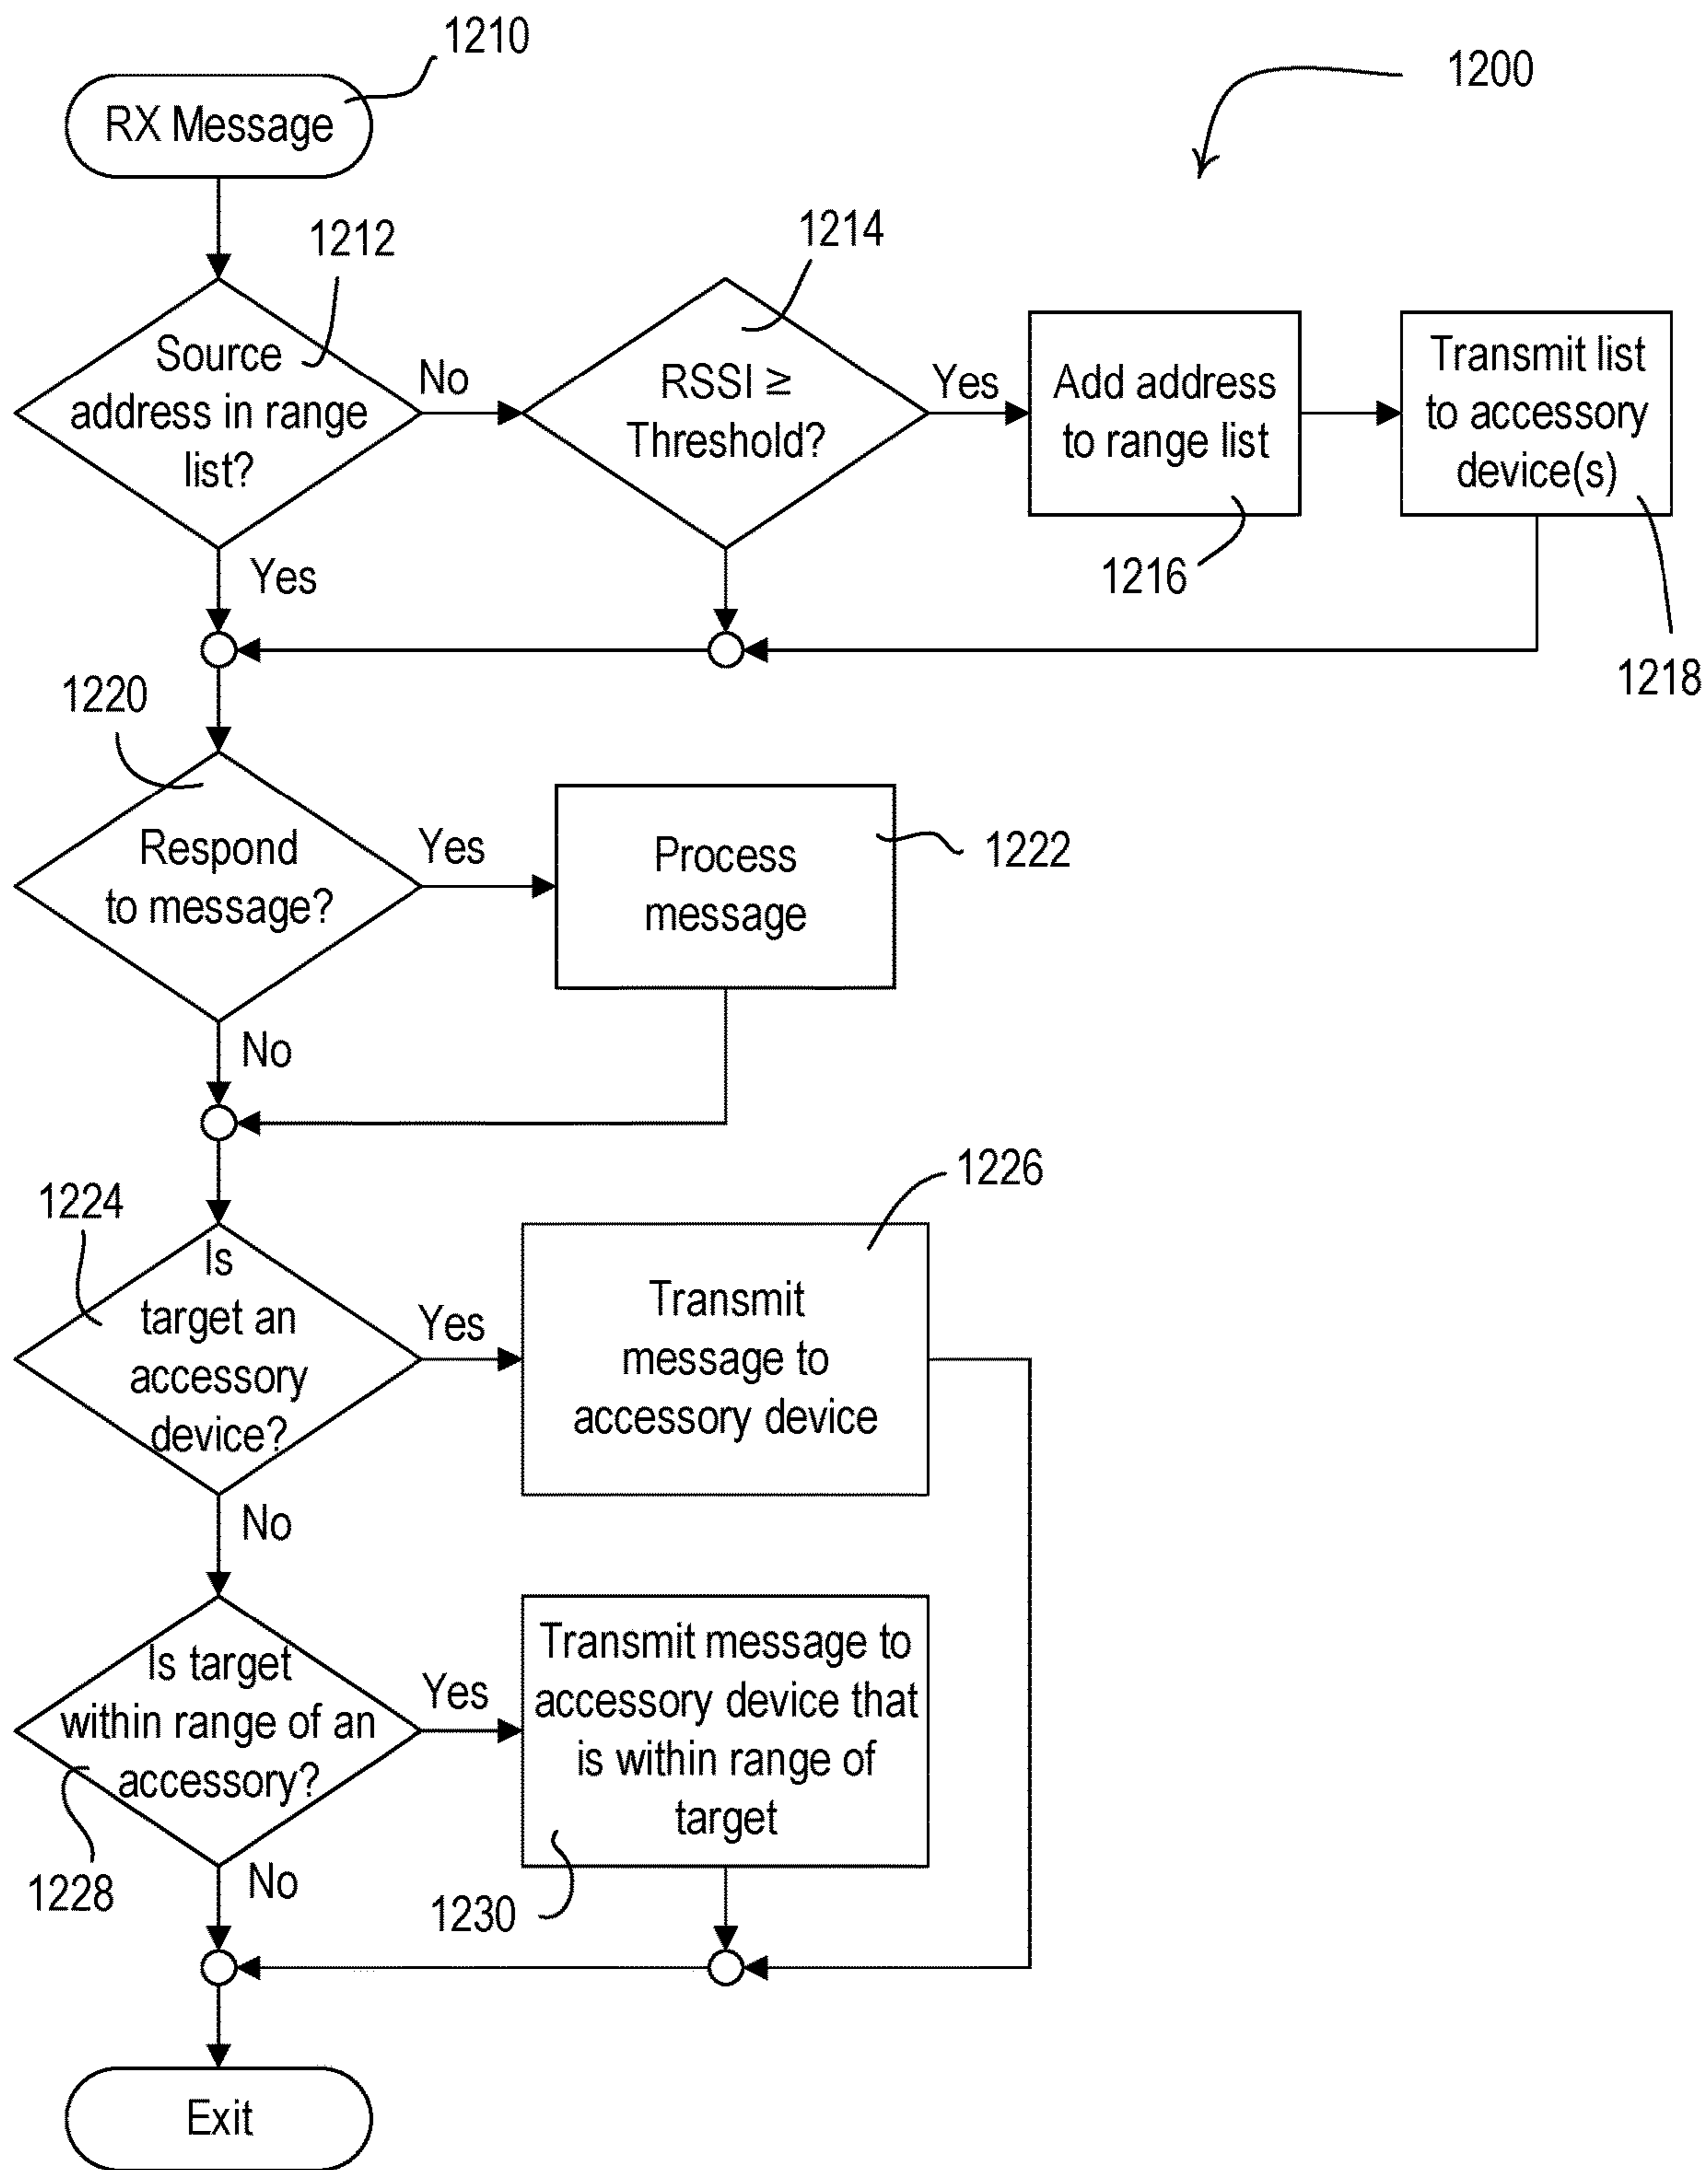 1210
1200
RX Message
1212
1214
Source
address in range
list?
No
RSSI ≥
Threshold?
Yes
Add address
to range list
Transmit list
to accessory
device(s)
Yes
1216
1218
1220
Respond
to message?
Yes
Process
message
1222
No
1224
1226
Is
target an
accessory
device?
Yes
Transmit
message to
accessory device
No
Is target
within range of an
accessory?
Yes
Transmit message to
accessory device that
is within range of
target
1228
No
1230
Exit